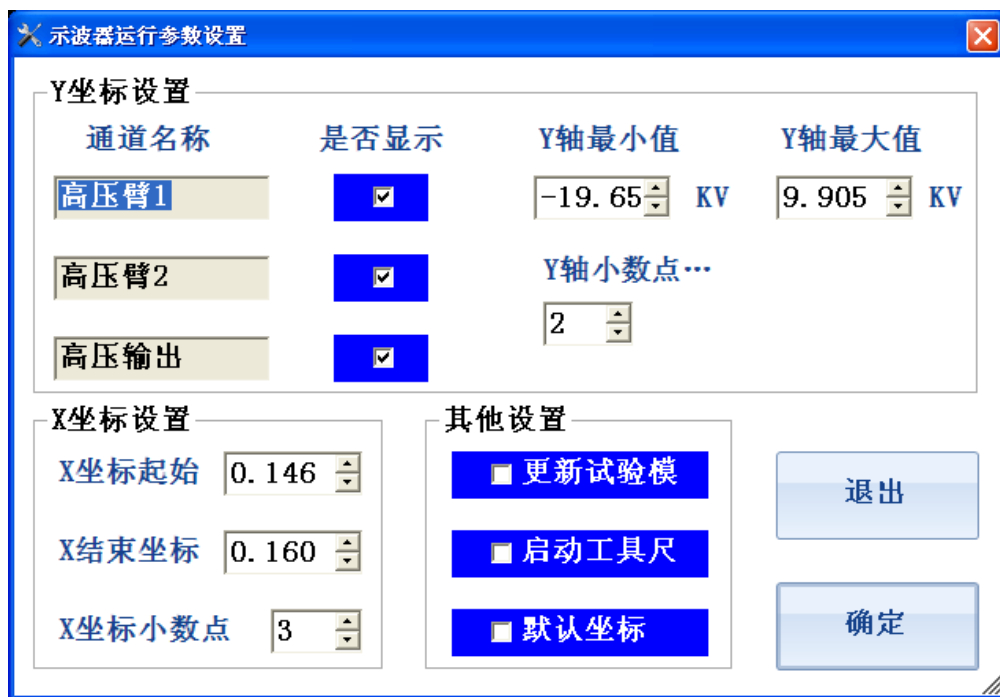 示波器运行参数设置
Y坐标设置
通道名称 是否显示 Y轴最小值 Y轴最大值
高压臂1 -19.65 KV 9.905 KV
高压臂2 Y轴小数点…
2
高压输出
X坐标设置
X坐标起始 0.146
X结束坐标 0.160
X坐标小数点 3
其他设置
更新试验模
启动工具尺
默认坐标
退出
确定